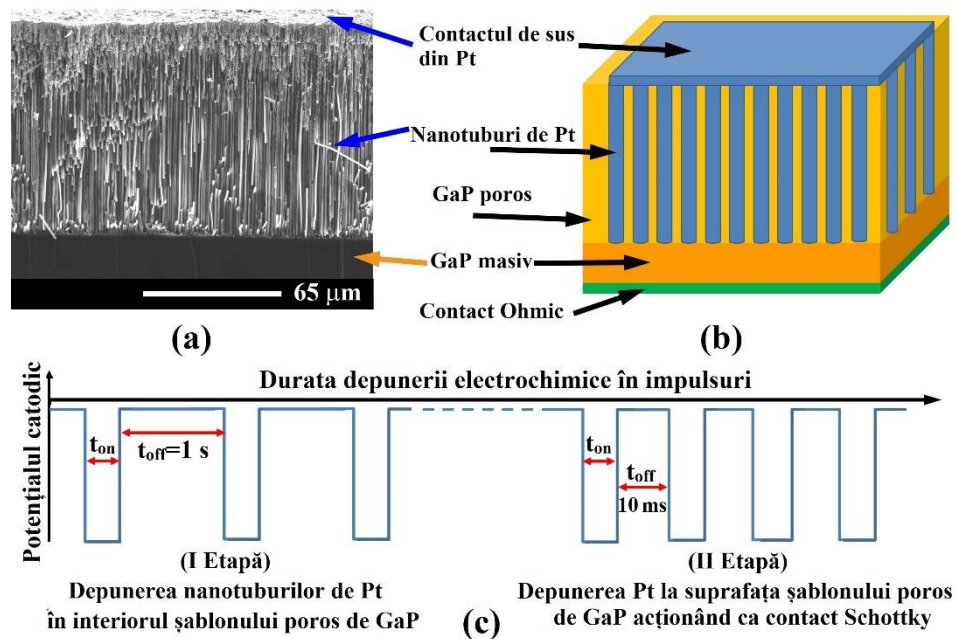 Contactul de sus
din Pt
Nanotuburi de Pt
GaP poros
GaP masiv
65 µm
Contact Ohmic
(a)
(b)
Durata depunerii electrochimice în impulsuri
Potențialul catodic
t_on
t_off=1 s
t_on
t_off
10 ms
(I Etapă)
Depunerea nanotuburilor de Pt
în interiorul șablonului poros de GaP
(II Etapă)
Depunerea Pt la suprafața șablonului poros
de GaP acționând ca contact Schottky
(c)